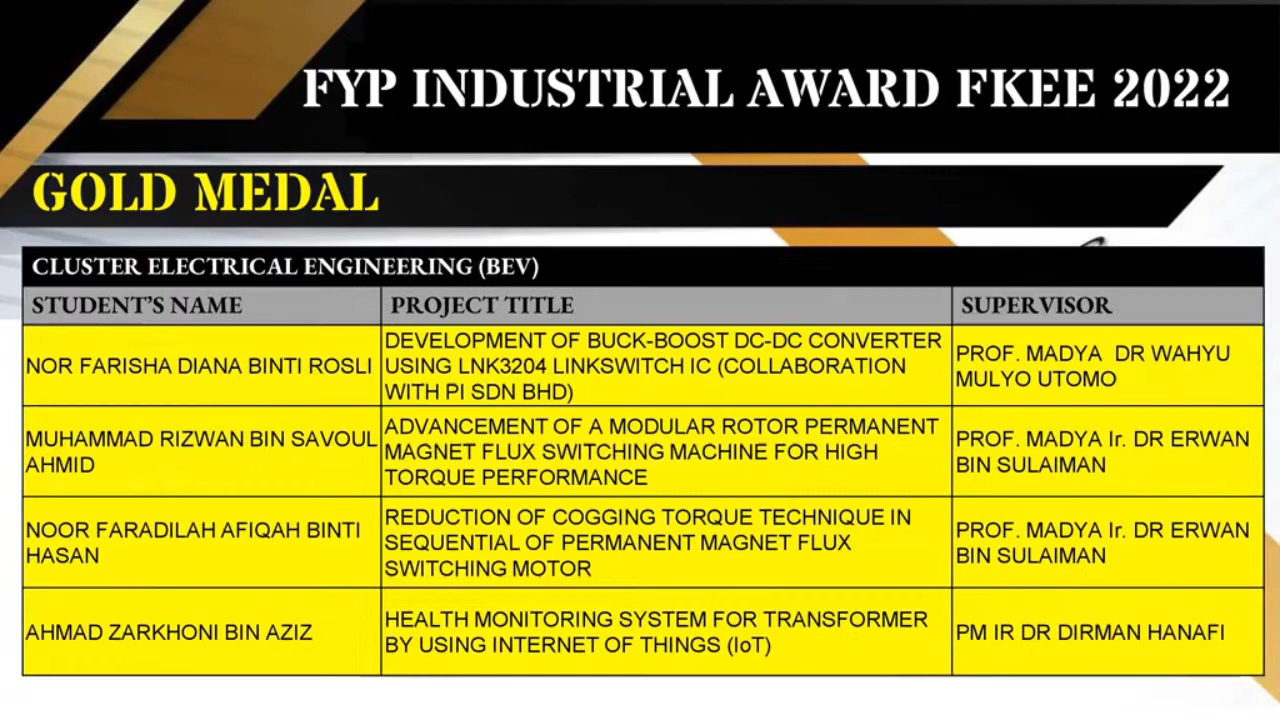 FYP INDUSTRIAL AWARD FKEE 2022
GOLD MEDAL
CLUSTER ELECTRICAL ENGINEERING (BEV)
STUDENT’S NAME PROJECT TITLE SUPERVISOR
NOR FARISHA DIANA BINTI ROSLI
DEVELOPMENT OF BUCK-BOOST DC-DC CONVERTER
USING LNK3204 LINKSWITCH IC (COLLABORATION
WITH PI SDN BHD)
PROF. MADYA DR WAHYU
MULYO UTOMO
MUHAMMAD RIZWAN BIN SAVOUL
AHMID
ADVANCEMENT OF A MODULAR ROTOR PERMANENT
MAGNET FLUX SWITCHING MACHINE FOR HIGH
TORQUE PERFORMANCE
PROF. MADYA Ir. DR ERWAN
BIN SULAIMAN
NOOR FARADILAH AFIQAH BINTI
HASAN
REDUCTION OF COGGING TORQUE TECHNIQUE IN
SEQUENTIAL OF PERMANENT MAGNET FLUX
SWITCHING MOTOR
PROF. MADYA Ir. DR ERWAN
BIN SULAIMAN
AHMAD ZARKHONI BIN AZIZ
HEALTH MONITORING SYSTEM FOR TRANSFORMER
BY USING INTERNET OF THINGS (IoT)
PM IR DR DIRMAN HANAFI